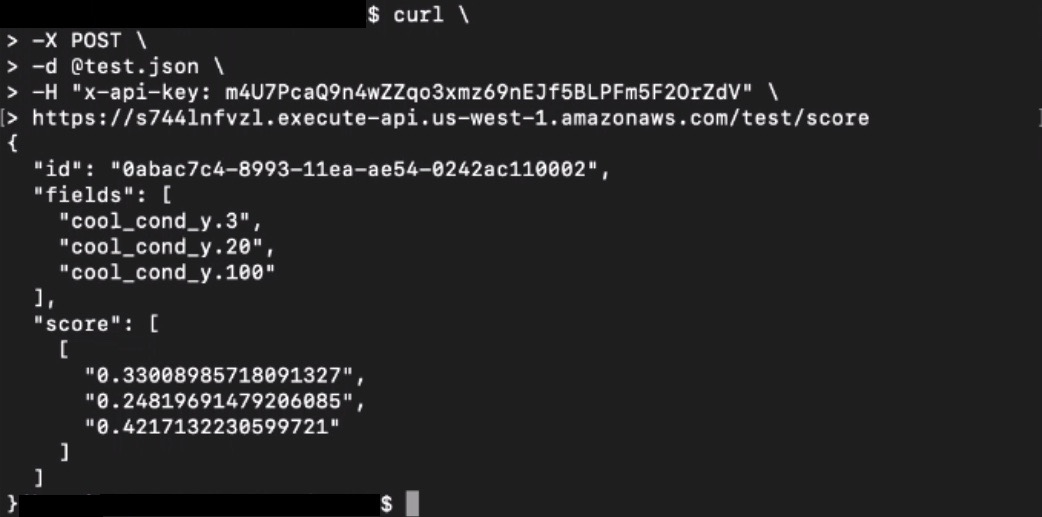 $ curl \
> -X POST \
> -d @test.json \
> -H "x-api-key: m4U7PcaQ9n4wZZqo3xmz69nEJf5BLPFm5F2OrZdV" \
[> https://s744lnfvzl.execute-api.us-west-1.amazonaws.com/test/score ]
{
"id": "0abac7c4-8993-11ea-ae54-0242ac110002",
"fields": [
"cool_cond_y.3",
"cool_cond_y.20",
"cool_cond_y.100"
],
"score": [
[
"0.33008985718091327",
"0.24819691479206085",
"0.4217132230599721"
]
]
} $